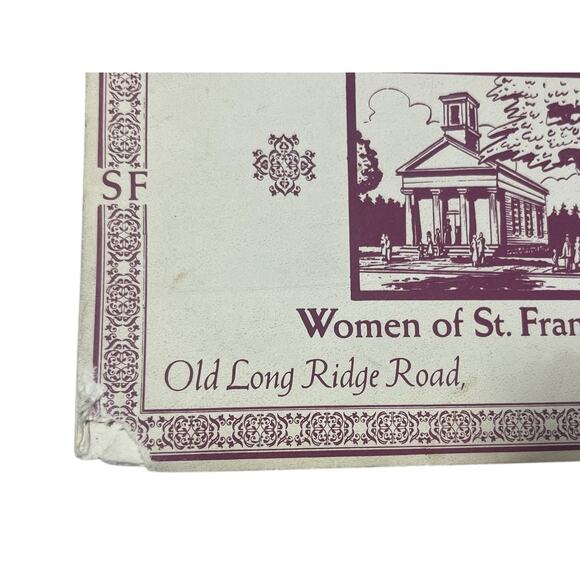 SF
Women of St. Fran
Old Long Ridge Road,